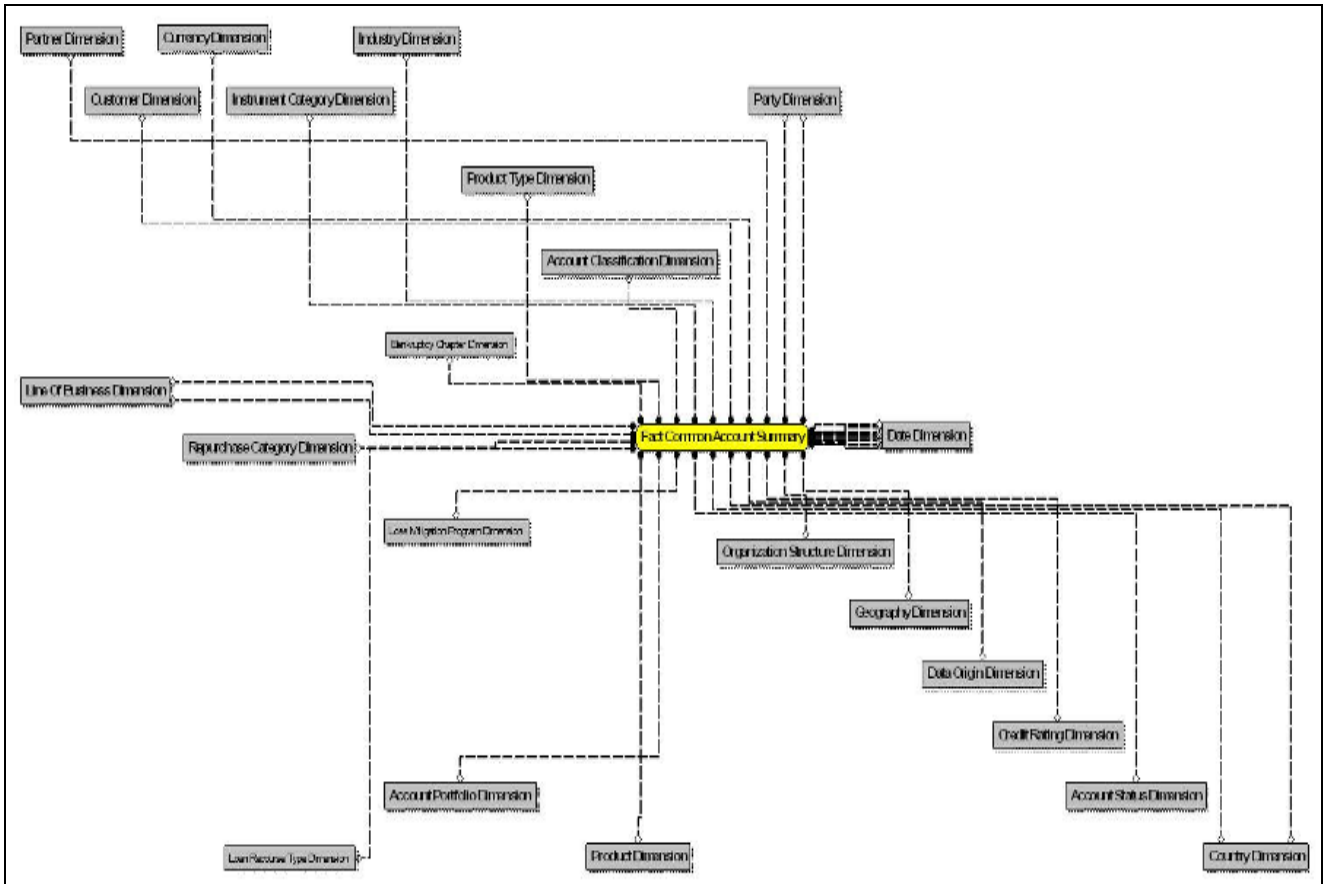 Partner Dimension
Currency Dimension
Industry Dimension
Customer Dimension
Instrument Category Dimension
Party Dimension
Product Type Dimension
Account Classification Dimension
Bankruptcy Chapter Dimension
Line Of Business Dimension
Fact Common Account Summary
Date Dimension
Repurchase Category Dimension
Loss Mitigation Program Dimension
Organization Structure Dimension
Geography Dimension
Data Origin Dimension
Credit Rating Dimension
Account Portfolio Dimension
Account Status Dimension
Loan Recourse Type Dimension
Product Dimension
Country Dimension